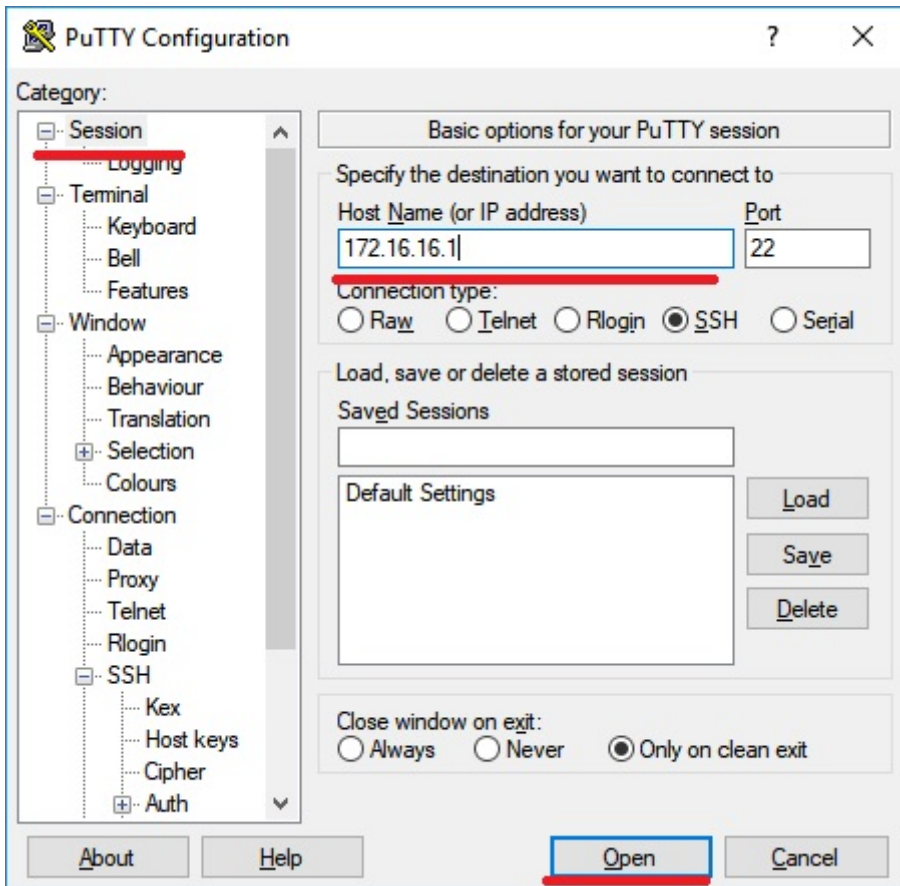 PuTTY Configuration
?
Category:
Session
Logging
Terminal
Keyboard
Bell
Features
Window
Appearance
Behaviour
Translation
Selection
Colours
Connection
Data
Proxy
Telnet
Rlogin
SSH
Kex
Host keys
Cipher
Auth
Basic options for your PuTTY session
Specify the destination you want to connect to
Host Name (or IP address) Port
172.16.16.1 22
Connection type:
Raw Telnet Rlogin SSH Serial
Load, save or delete a stored session
Saved Sessions
Default Settings
Load
Save
Delete
Close window on exit:
Always Never Only on clean exit
About Help Open Cancel